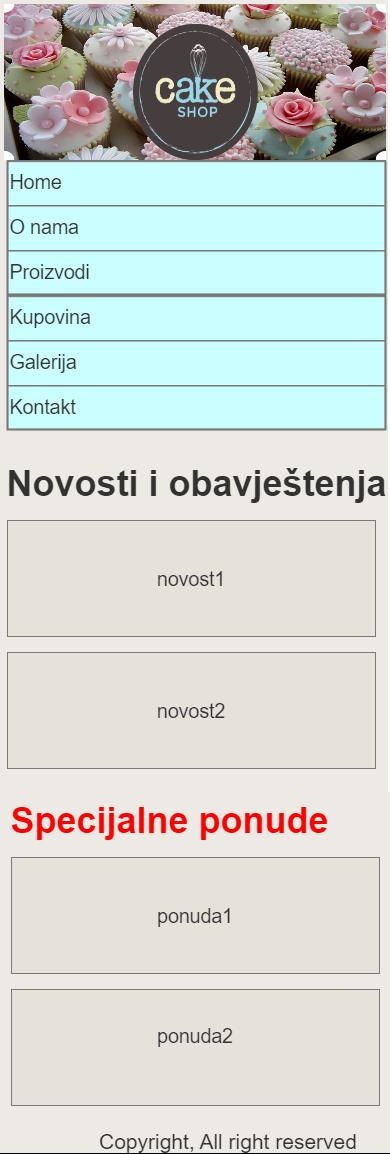 cake
SHOP
Home
O nama
Proizvodi
Kupovina
Galerija
Kontakt
Novosti i obavještenja
novost1
novost2
Specijalne ponude
ponuda1
ponuda2
Copyright, All right reserved